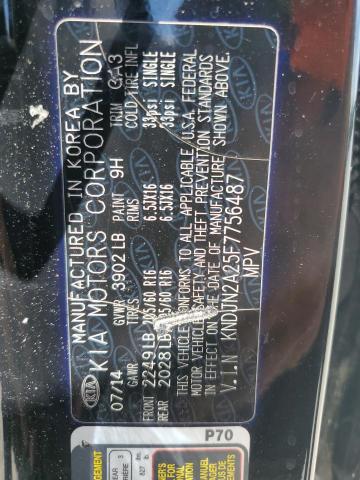 MANUFACTURED IN KOREA BY
KIA KIA MOTORS CORPORATION
07/14 GVWR 3902 LB PAINT 9H TRIM GA3
GAWR RIMS COLD TIRE INFL
FRONT 2249 LB 205/60 R16 6.5JX16 33psi SINGLE
REAR 2028 LB 205/60 R16 6.5JX16 33psi SINGLE
THIS VEHICLE CONFORMS TO ALL APPLICABLE U.S.A. FEDERAL
MOTOR VEHICLE SAFETY AND THEFT PREVENTION STANDARDS
IN EFFECT ON THE DATE OF MANUFACTURE SHOWN ABOVE.
V.I.N KNDJN2A25F7756487
MPV
P70